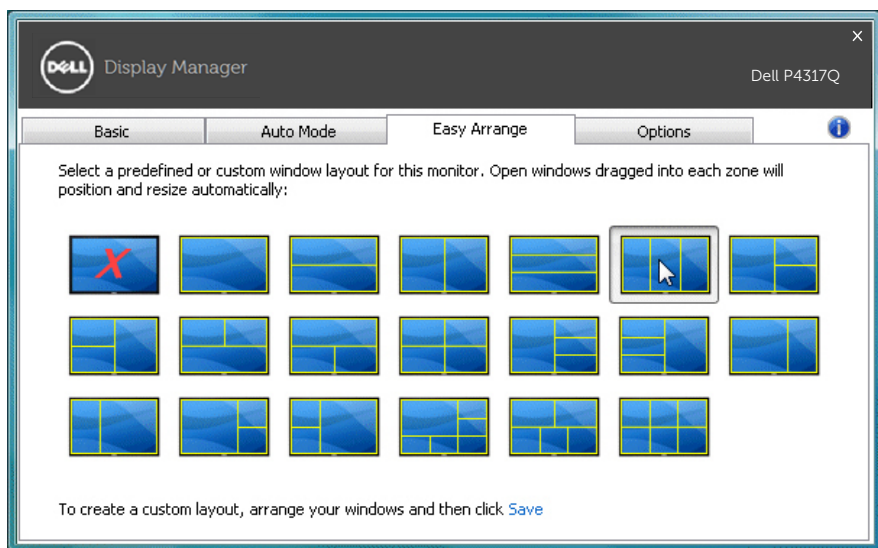 x
DELL Display Manager
Dell P4317Q
Basic Auto Mode Easy Arrange Options i
Select a predefined or custom window layout for this monitor. Open windows dragged into each zone will
position and resize automatically:
X
To create a custom layout, arrange your windows and then click Save